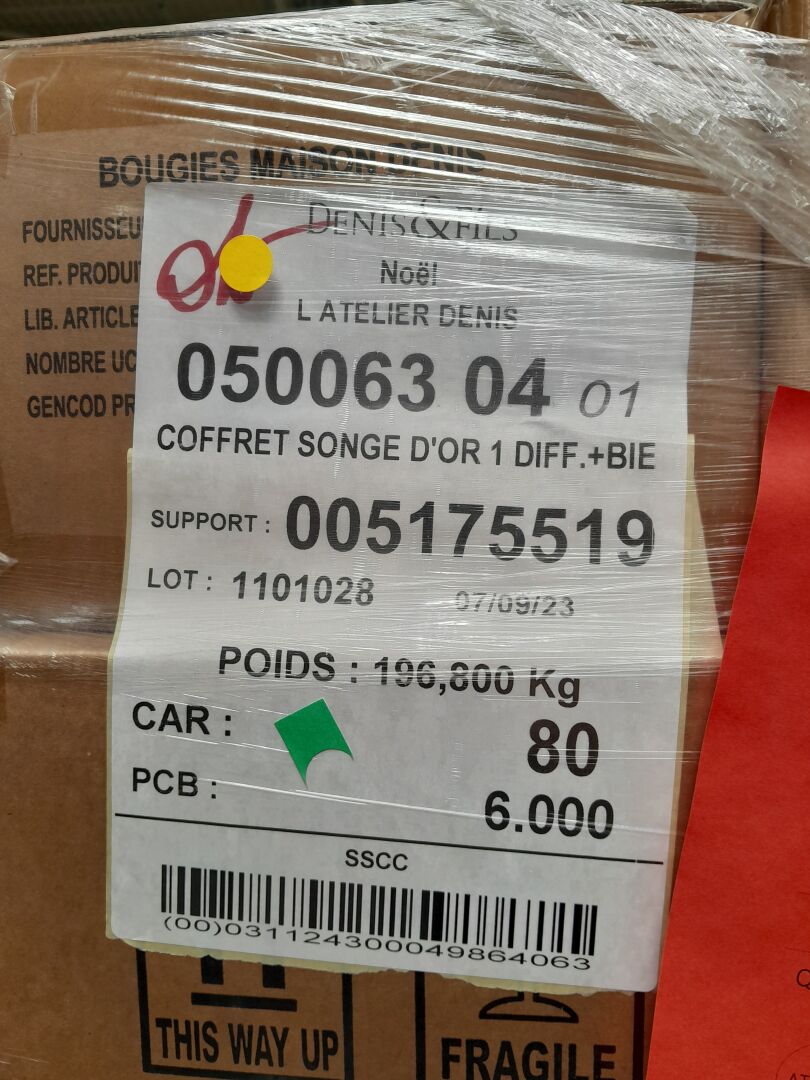 BOUGIES MAISON DENIS
FOURNISSEU
REF. PRODUI
LIB. ARTICLE
NOMBRE UC
GENCOD PR
Ok
DENIS&FILS
Noël
L ATELIER DENIS
050063 04 01
COFFRET SONGE D'OR 1 DIFF.+BIE
SUPPORT : 005175519
LOT : 1101028 07/09/23
POIDS : 196,800 Kg
CAR : 80
PCB : 6.000
SSCC
(00)031124300049864063
THIS WAY UP
FRAGILE